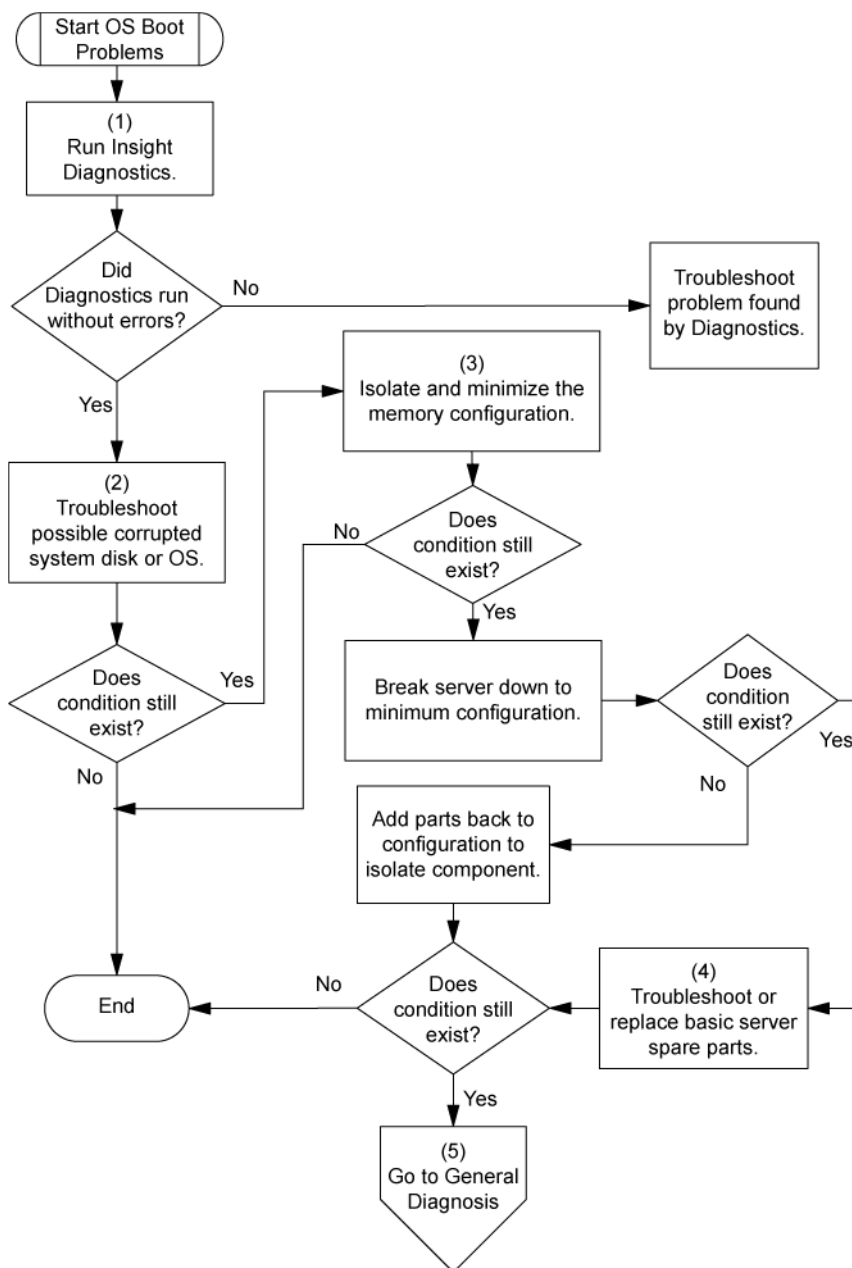 Start OS Boot
Problems
(1)
Run Insight
Diagnostics.
Did
Diagnostics run
without errors?
No
Troubleshoot
problem found
by Diagnostics.
Yes
(3)
Isolate and minimize the
memory configuration.
(2)
Troubleshoot
possible corrupted
system disk or OS.
No
Does
condition still
exist?
Yes
Does
condition still
exist?
Yes
No
Break server down to
minimum configuration.
Does
condition
still exist?
Yes
No
Add parts back to
configuration to
isolate component.
(4)
Troubleshoot or
replace basic server
spare parts.
Does
condition still
exist?
No
End
Yes
(5)
Go to General
Diagnosis